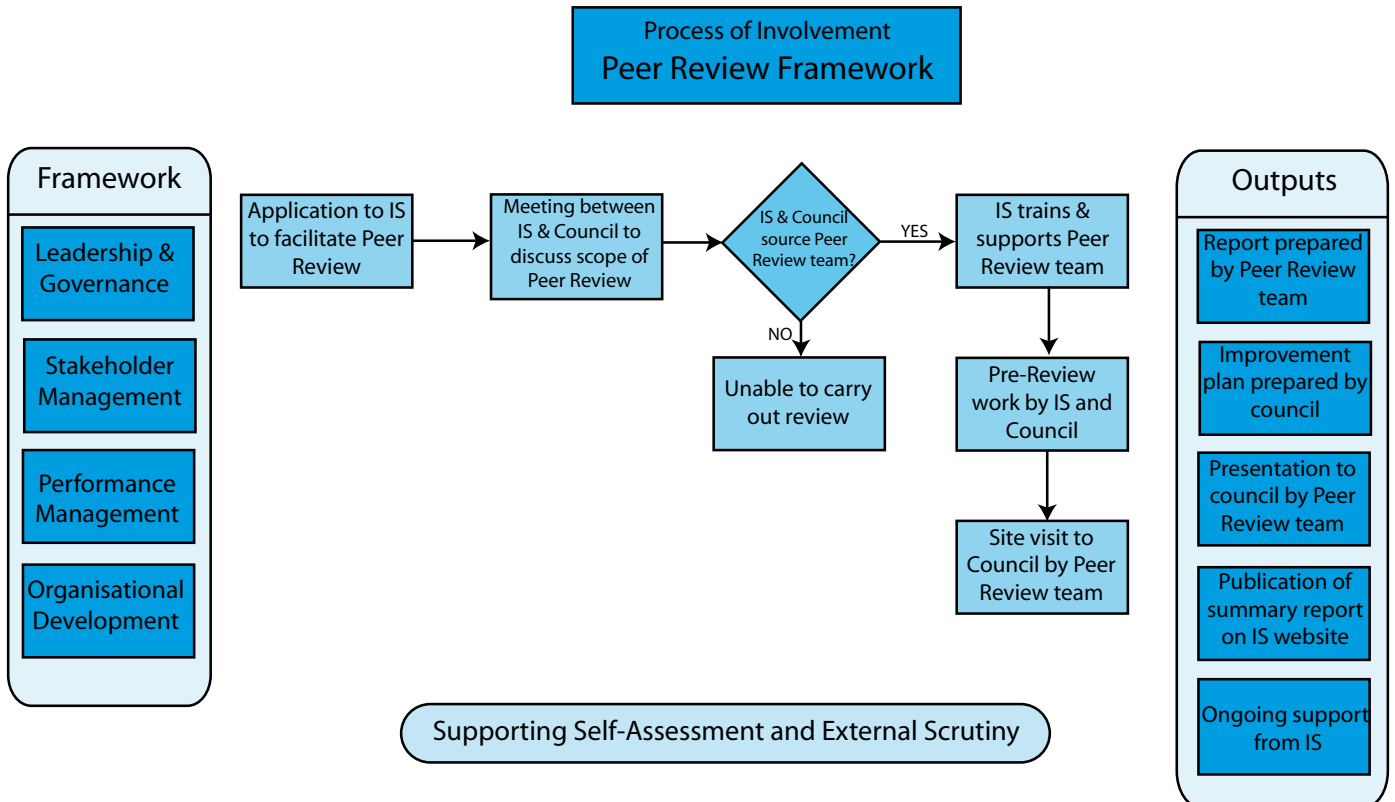 Process of Involvement
Peer Review Framework
Framework
Leadership &
Governance
Stakeholder
Management
Performance
Management
Organisational
Development
Application to IS
to facilitate Peer
Review
Meeting between
IS & Council to
discuss scope of
Peer Review
IS & Council
source Peer
Review team?
YES
NO
Unable to carry
out review
IS trains &
supports Peer
Review team
Pre-Review
work by IS and
Council
Site visit to
Council by Peer
Review team
Outputs
Report prepared
by Peer Review
team
Improvement
plan prepared by
council
Presentation to
council by Peer
Review team
Publication of
summary report
on IS website
Ongoing support
from IS
Supporting Self-Assessment and External Scrutiny